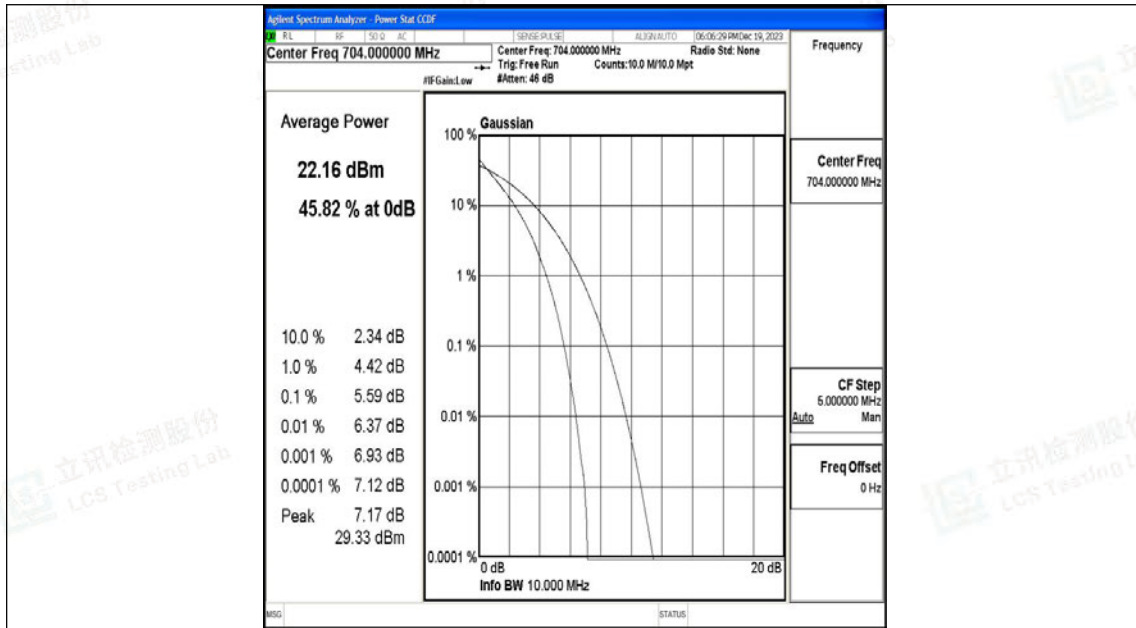 Agilent Spectrum Analyzer - Power Stat CCDF
RL RF 50 Ω AC SENSE:PULSE ALIGNAUTO 06:06:29 PM Dec 19, 2023
Center Freq 704.000000 MHz
Center Freq: 704.000000 MHz Radio Std: None
Trig: Free Run Counts:10.0 M/10.0 Mpt
#IFGain:Low #Atten: 46 dB
Frequency
Average Power
22.16 dBm
45.82 % at 0dB
10.0 % 2.34 dB
1.0 % 4.42 dB
0.1 % 5.59 dB
0.01 % 6.37 dB
0.001 % 6.93 dB
0.0001 % 7.12 dB
Peak 7.17 dB
29.33 dBm
Gaussian
100 %
10 %
1 %
0.1 %
0.01 %
0.001 %
0.0001 %
0 dB 20 dB
Info BW 10.000 MHz
Center Freq
704.000000 MHz
CF Step
5.000000 MHz
Auto Man
Freq Offset
0 Hz
MSG STATUS
立讯检测股份
LCS Testing Lab
立讯检测股份